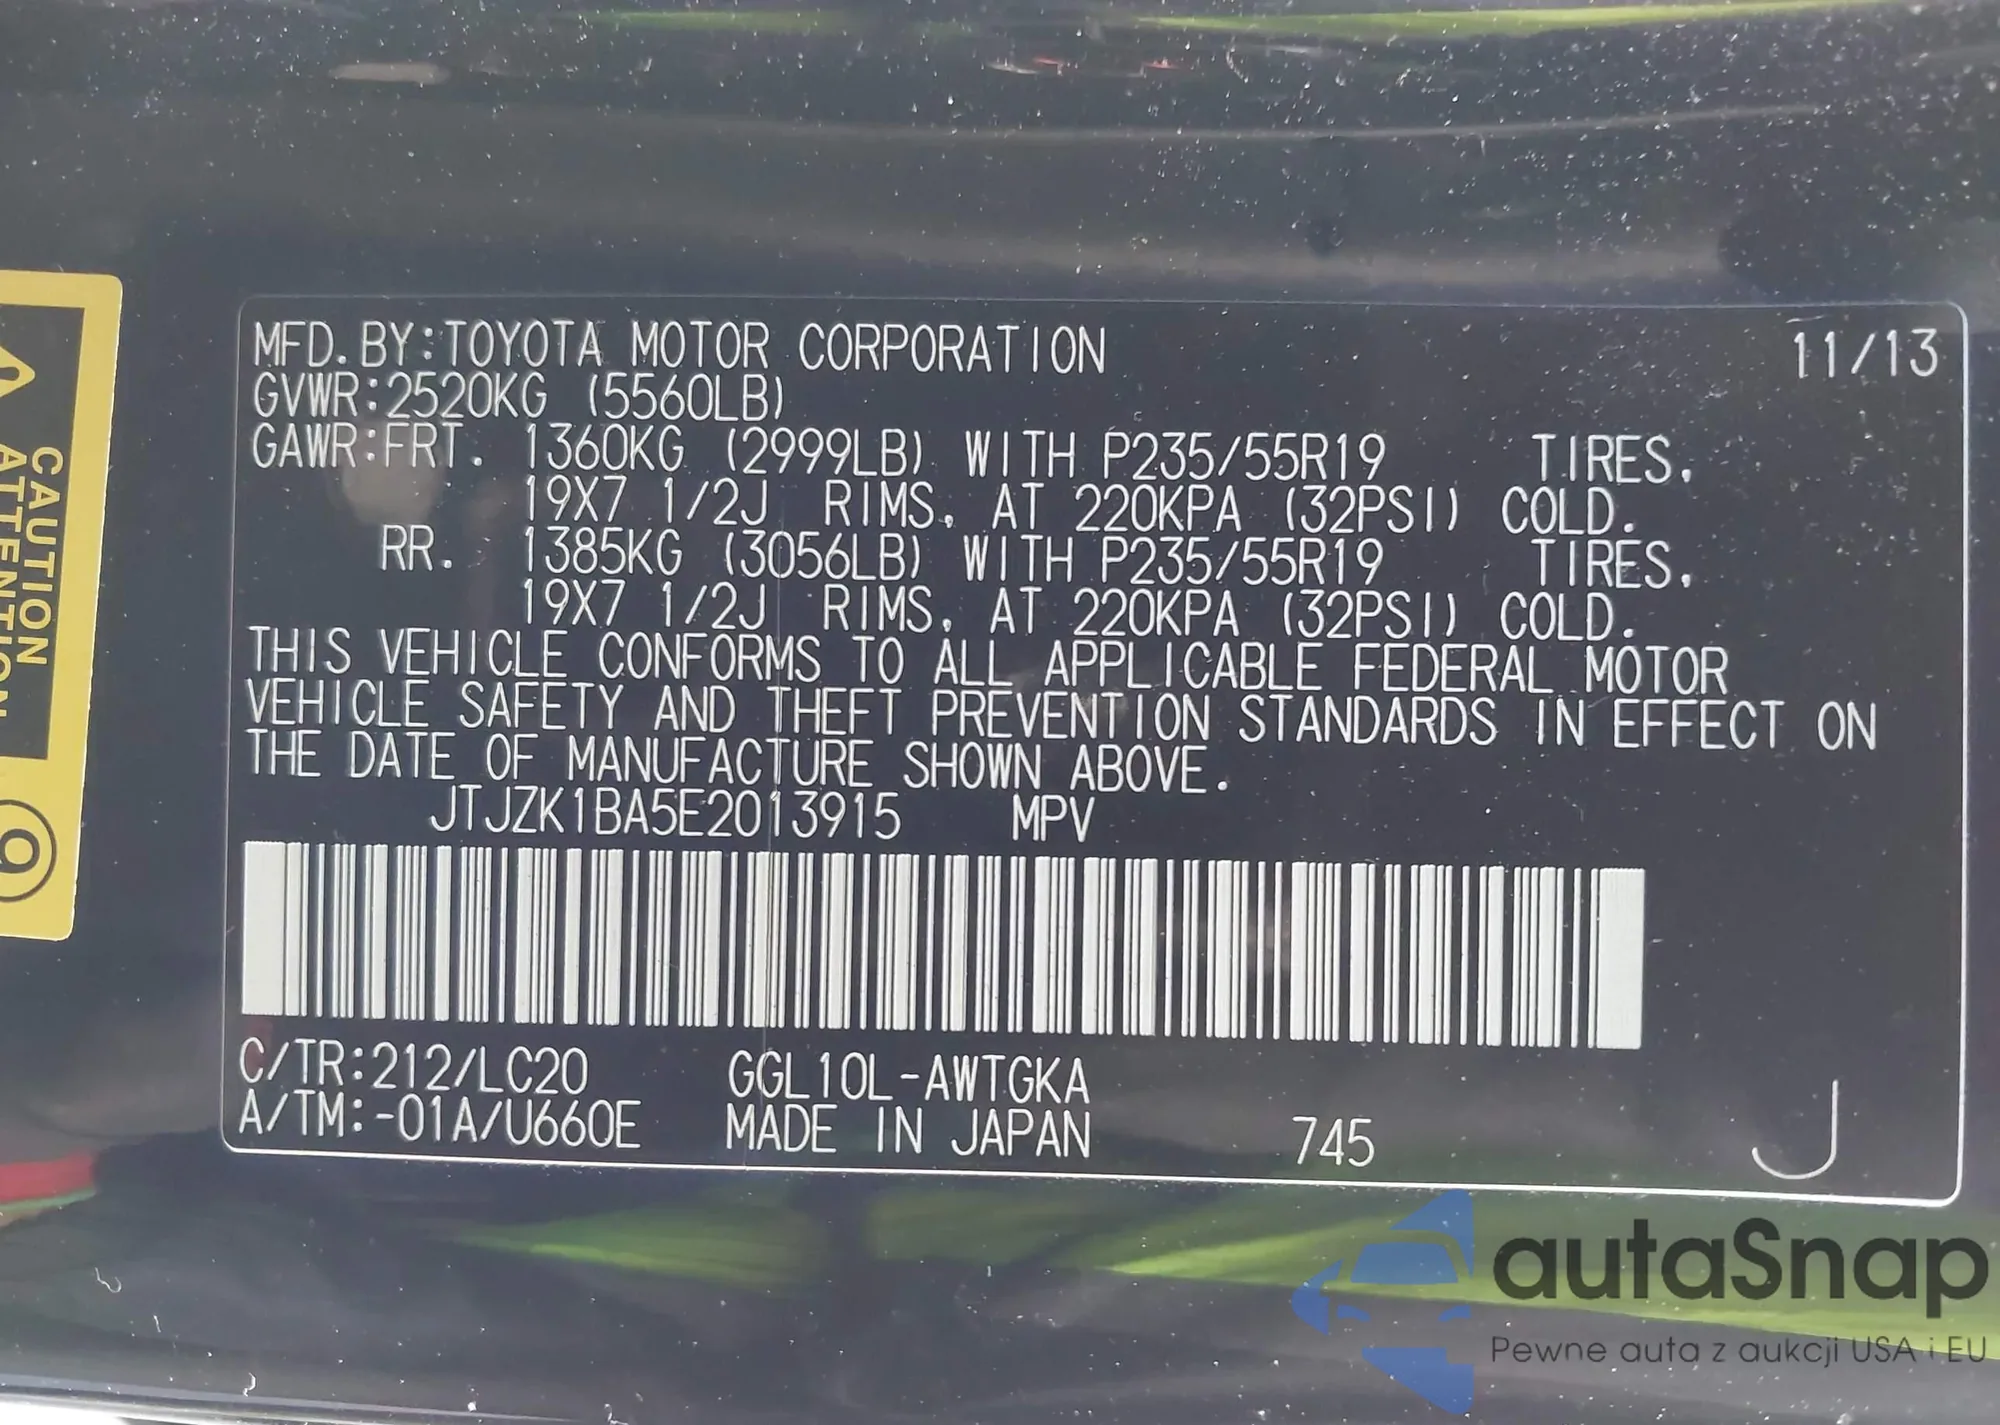 MFD. BY:TOYOTA MOTOR CORPORATION 11/13
GVWR:2520KG (5560LB)
GAWR:FRT. 1360KG (2999LB) WITH P235/55R19 TIRES,
19X7 1/2J RIMS, AT 220KPA (32PSI) COLD.
RR. 1385KG (3056LB) WITH P235/55R19 TIRES,
19X7 1/2J RIMS, AT 220KPA (32PSI) COLD.
THIS VEHICLE CONFORMS TO ALL APPLICABLE FEDERAL MOTOR
VEHICLE SAFETY AND THEFT PREVENTION STANDARDS IN EFFECT ON
THE DATE OF MANUFACTURE SHOWN ABOVE.
JTJZK1BA5E2013915 MPV
C/TR:212/LC20 GGL10L-AWTGKA
A/TM:-01A/U660E MADE IN JAPAN 745 J
CAUTION
ATTENTION
autaSnap
Pewne auta z aukcji USA i EU